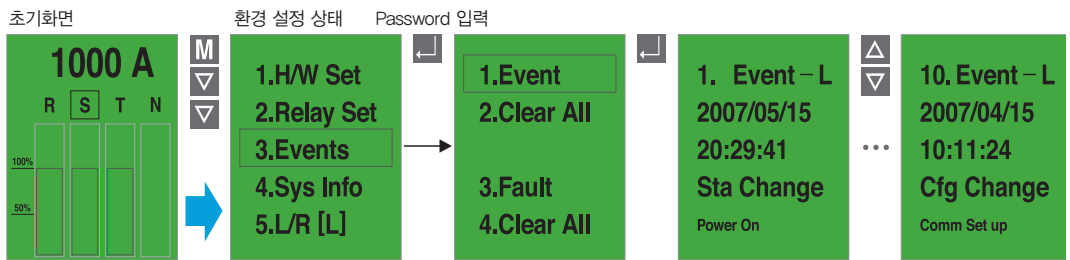 초기화면
1000 A
R S T N
100%
50%
M
환경 설정 상태
1.H/W Set
2.Relay Set
3.Events
4.Sys Info
5.L/R [L]
Password 입력
1.Event
2.Clear All
3.Fault
4.Clear All
1. Event-L
2007/05/15
20:29:41
Sta Change
Power On
...
10. Event-L
2007/04/15
10:11:24
Cfg Change
Comm Set up